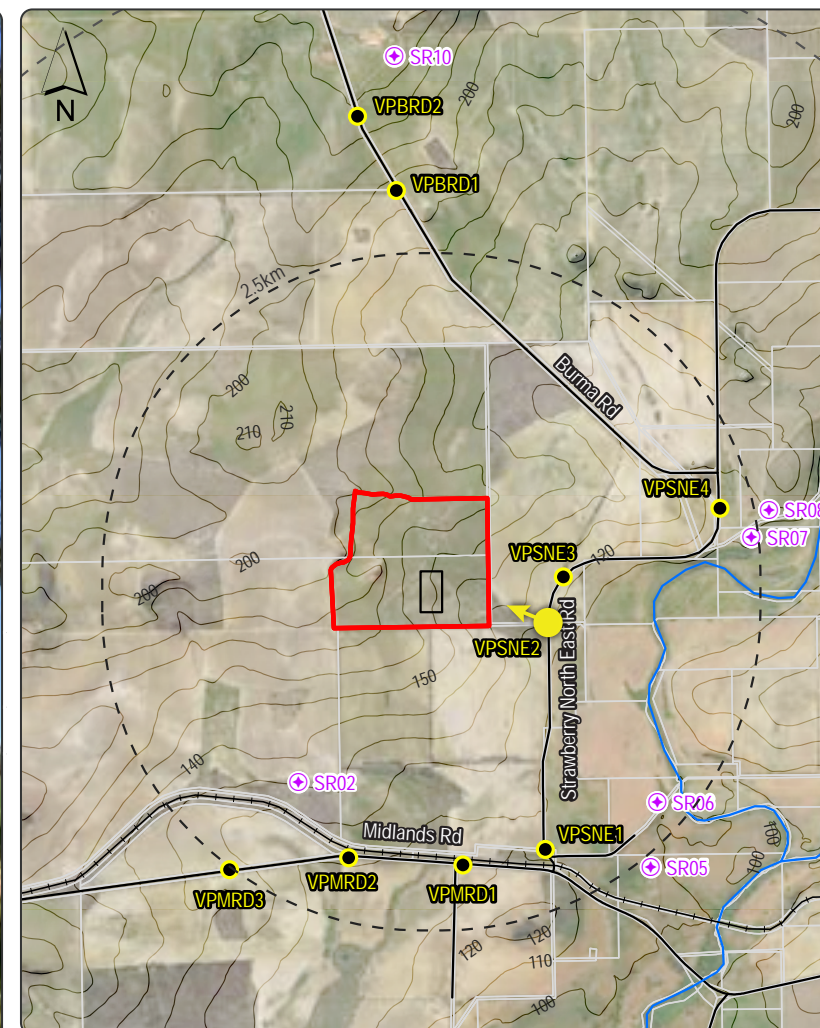 SR10
N
200
VPBRD2
200
VPBRD1
2.5km
Burma Rd
200
210
210
VPSNE4
SR08
SR07
VPSNE3
120
200
200
VPSNE2
Strawberry North East Rd
150
140
SR02
SR06
Midlands Rd
VPSNE1
100
100
VPMRD2
VPMRD1
SR05
VPMRD3
120
120
110
100